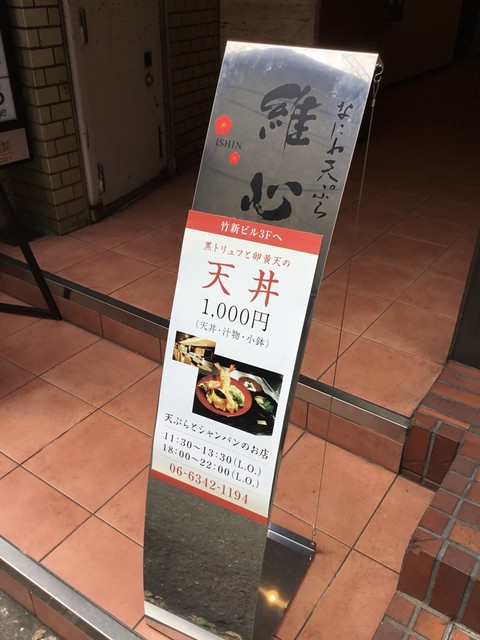 なにわ天ぷら
維心
ISHIN
竹新ビル3Fへ
黒トリュフと卵黄天の
天丼
1,000円
(天丼・汁物・小鉢)
天ぷらとシャンパンのお店
11:30〜13:30(L.O.)
18:00〜22:00(L.O.)
06-6342-1194